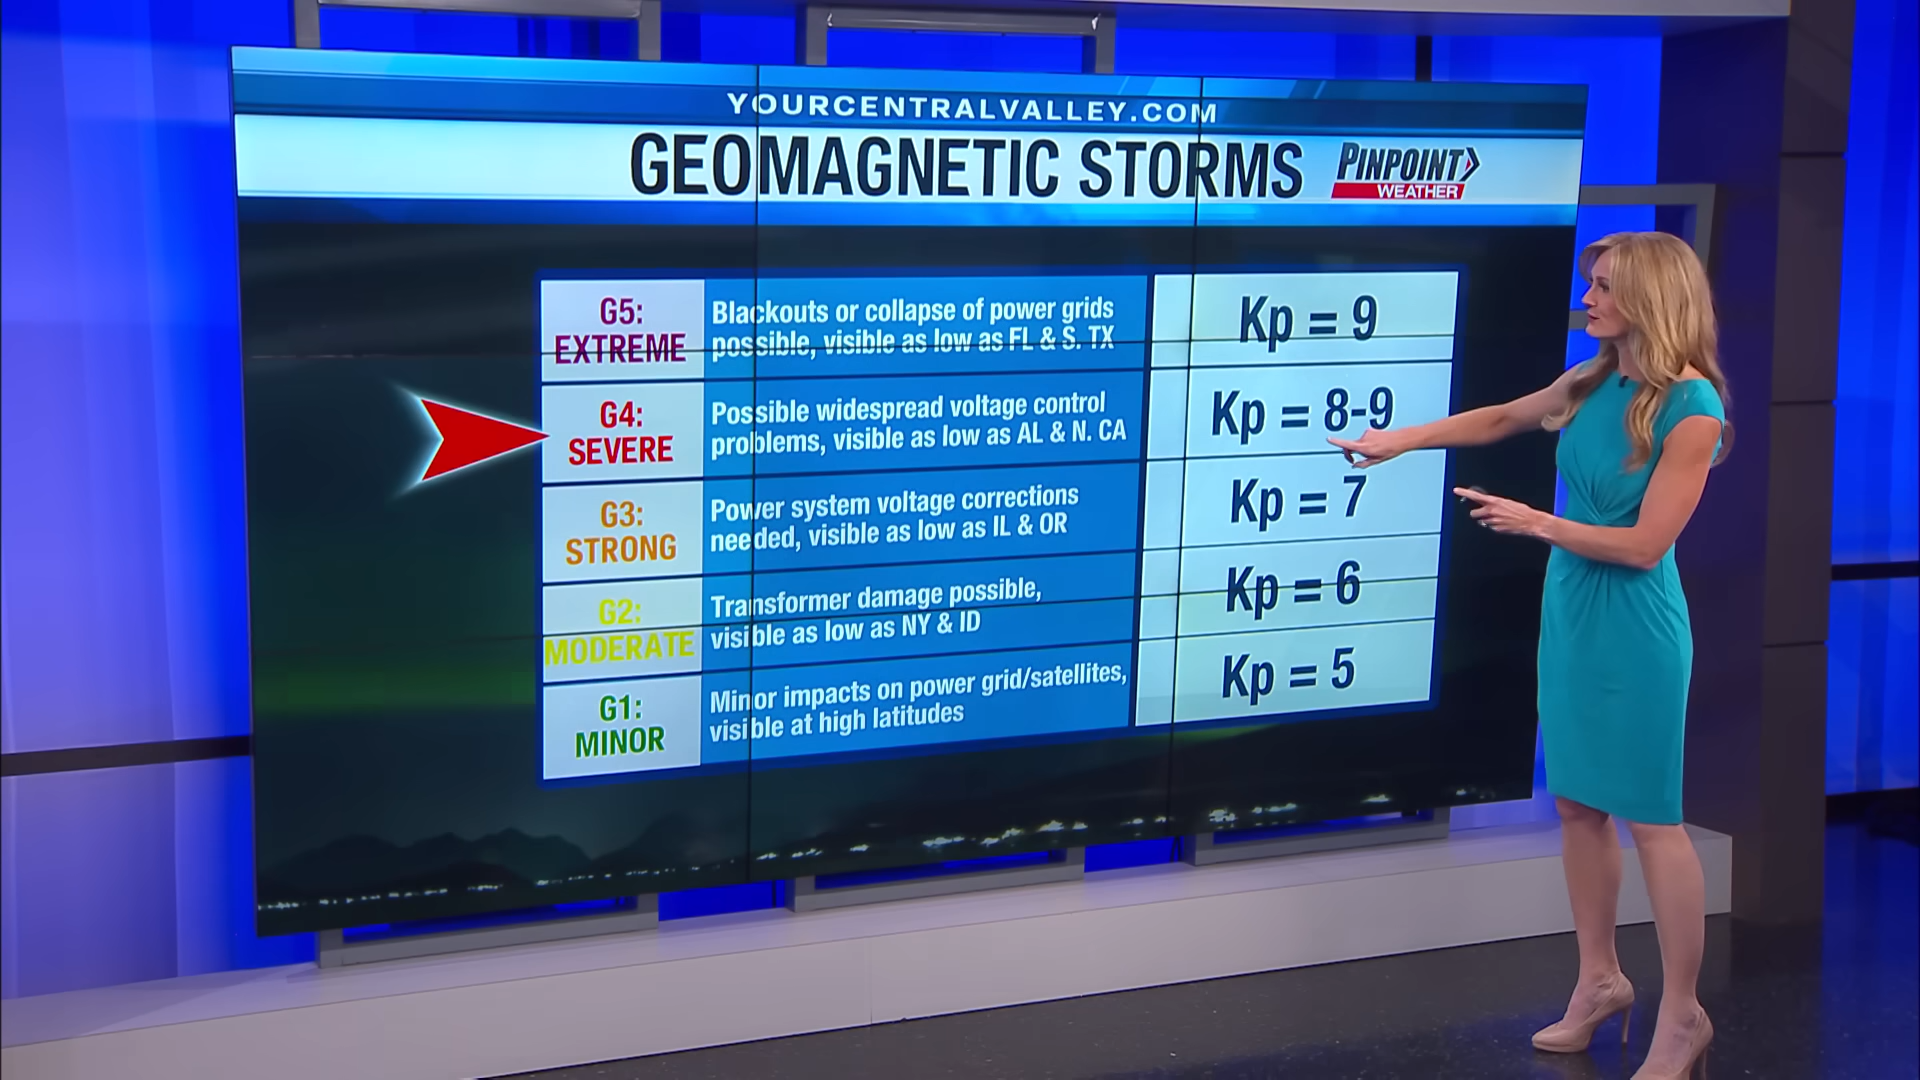 YOURCENTRALVALLEY.COM
GEOMAGNETIC STORMS
PINPOINT
WEATHER
G5:
EXTREME
Blackouts or collapse of power grids
possible, visible as low as FL & S. TX
Kp = 9
G4:
SEVERE
Possible widespread voltage control
problems, visible as low as AL & N. CA
Kp = 8-9
G3:
STRONG
Power system voltage corrections
needed, visible as low as IL & OR
Kp = 7
G2:
MODERATE
Transformer damage possible,
visible as low as NY & ID
Kp = 6
G1:
MINOR
Minor impacts on power grid/satellites,
visible at high latitudes
Kp = 5